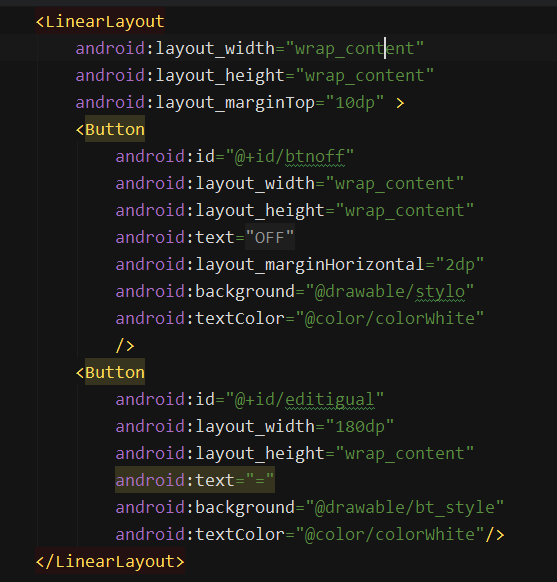 <LinearLayout
android:layout_width="wrap_content"
android:layout_height="wrap_content"
android:layout_marginTop="10dp" >
<Button
android:id="@+id/btnoff"
android:layout_width="wrap_content"
android:layout_height="wrap_content"
android:text="OFF"
android:layout_marginHorizontal="2dp"
android:background="@drawable/stylo"
android:textColor="@color/colorWhite"
/>
<Button
android:id="@+id/editigual"
android:layout_width="180dp"
android:layout_height="wrap_content"
android:text="="
android:background="@drawable/bt_style"
android:textColor="@color/colorWhite"/>
</LinearLayout>